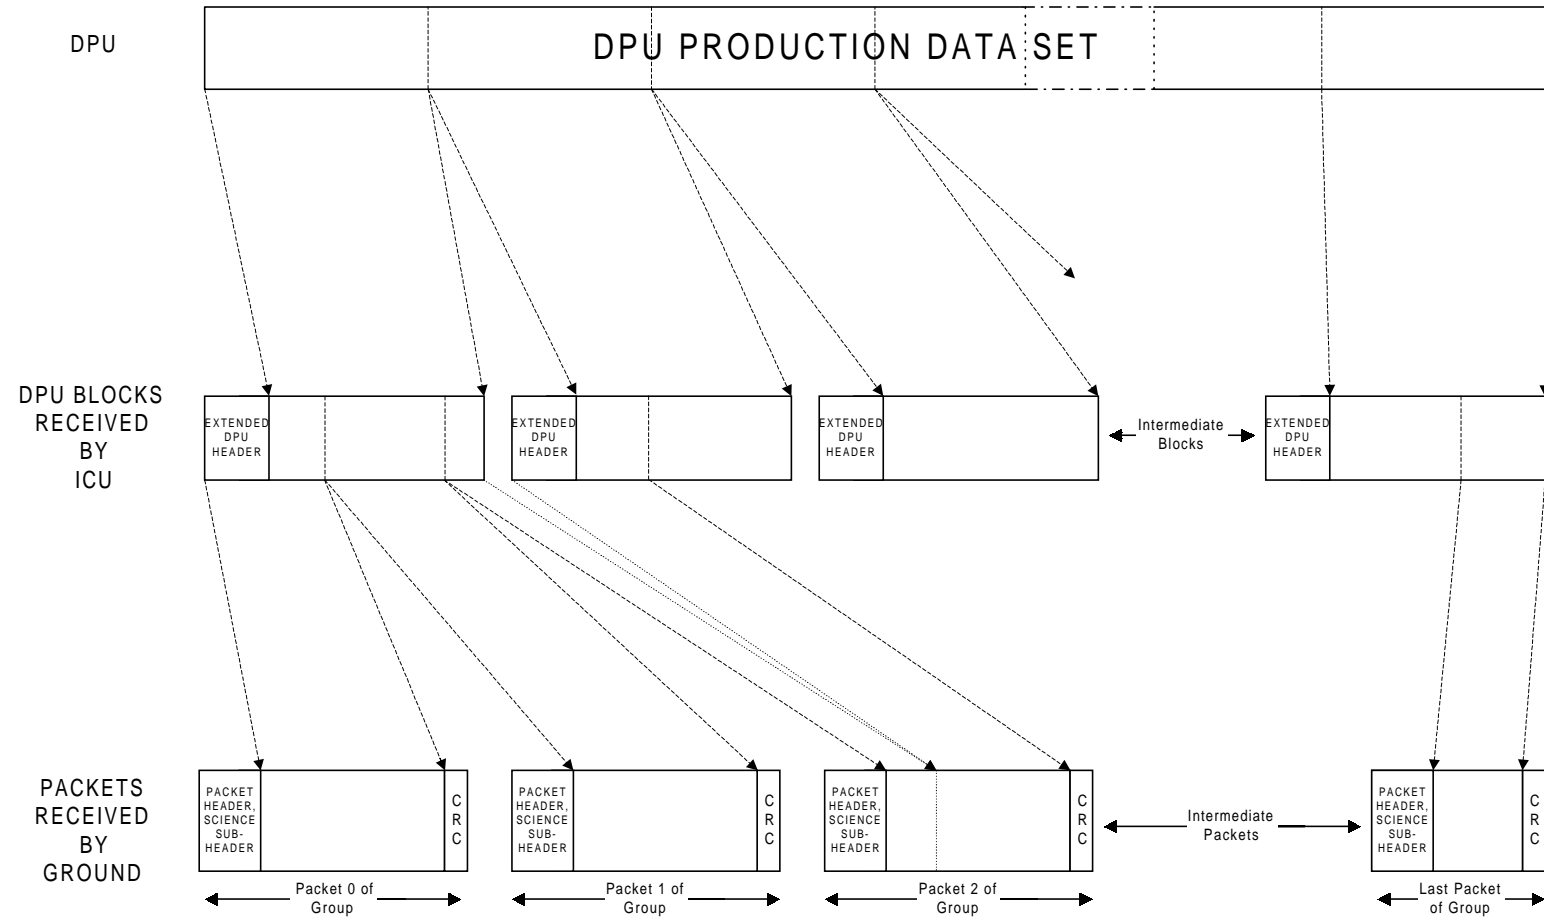 DPU
DPU PRODUCTION DATA SET
DPU BLOCKS
RECEIVED
BY
ICU
EXTENDED
DPU
HEADER
EXTENDED
DPU
HEADER
EXTENDED
DPU
HEADER
Intermediate
Blocks
EXTENDED
DPU
HEADER
PACKETS
RECEIVED
BY
GROUND
PACKET
HEADER,
SCIENCE
SUB-
HEADER
C
R
C
PACKET
HEADER,
SCIENCE
SUB-
HEADER
C
R
C
PACKET
HEADER,
SCIENCE
SUB-
HEADER
C
R
C
Intermediate
Packets
PACKET
HEADER,
SCIENCE
SUB-
HEADER
C
R
C
Packet 0 of
Group
Packet 1 of
Group
Packet 2 of
Group
Last Packet
of Group